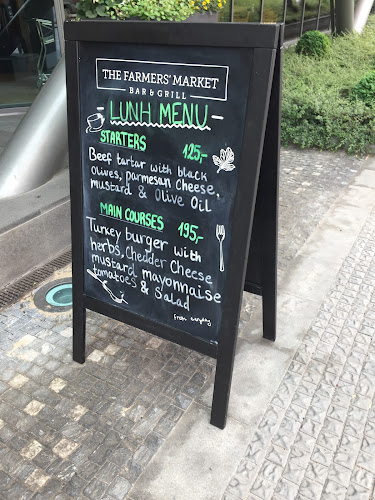 THE FARMERS' MARKET
BAR & GRILL
LUNH MENU
STARTERS 125,-
Beef tartar with black
olives, parmesan cheese,
mustard & Olive Oil
MAIN COURSES 195,-
Turkey burger with
herbs, Chedder Cheese
mustard mayonnaise
tomatoes & Salad